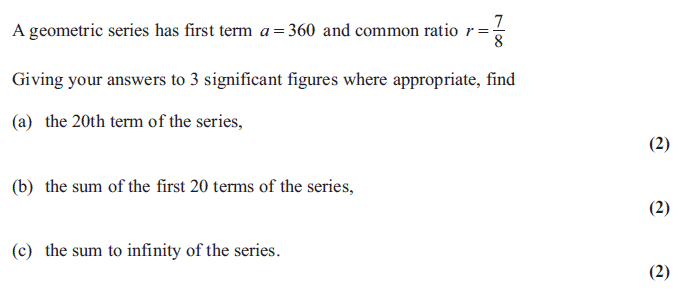 A geometric series has first term a = 360 and common ratio r = 7/8
Giving your answers to 3 significant figures where appropriate, find
(a) the 20th term of the series,
(2)
(b) the sum of the first 20 terms of the series,
(2)
(c) the sum to infinity of the series.
(2)